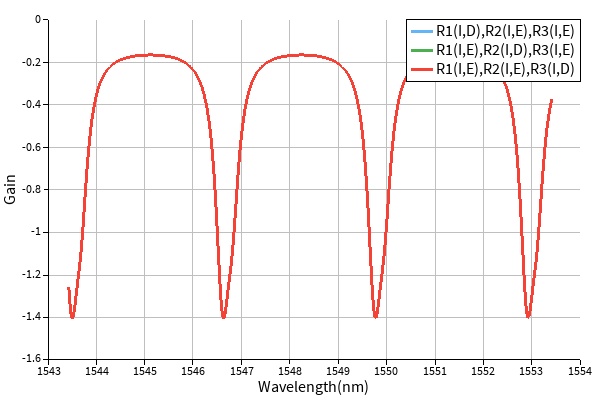 R1(I,D),R2(I,E),R3(I,E)
R1(I,E),R2(I,D),R3(I,E)
R1(I,E),R2(I,E),R3(I,D)
0
-0.2
-0.4
-0.6
-0.8
-1
-1.2
-1.4
-1.6
Gain
1543 1544 1545 1546 1547 1548 1549 1550 1551 1552 1553 1554
Wavelength(nm)